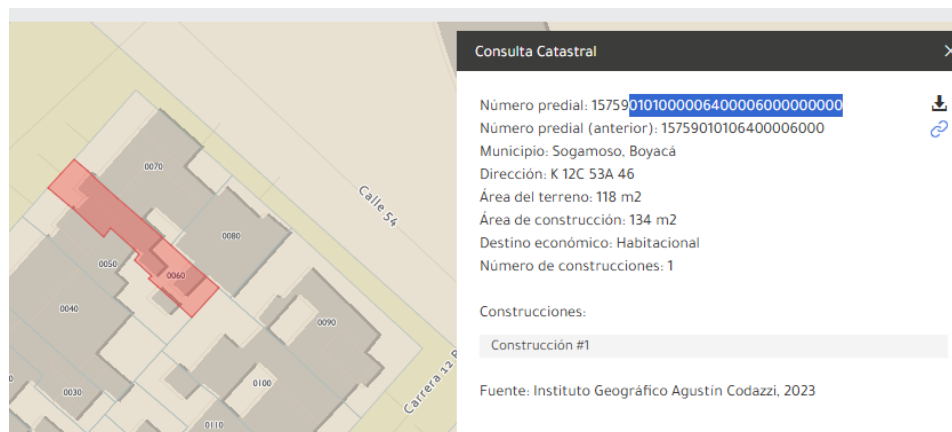 Consulta Catastral
Número predial: 157590101000006400006000000000
Número predial (anterior): 15759010106400006000
Municipio: Sogamoso, Boyacá
Dirección: K 12C 53A 46
Área del terreno: 118 m2
Área de construcción: 134 m2
Destino económico: Habitacional
Número de construcciones: 1
Construcciones:
Construcción #1
Fuente: Instituto Geográfico Agustín Codazzi, 2023
0070
Calle 54
0080
0050
0060
0040
0090
0100
0030
0110
Carrera 12